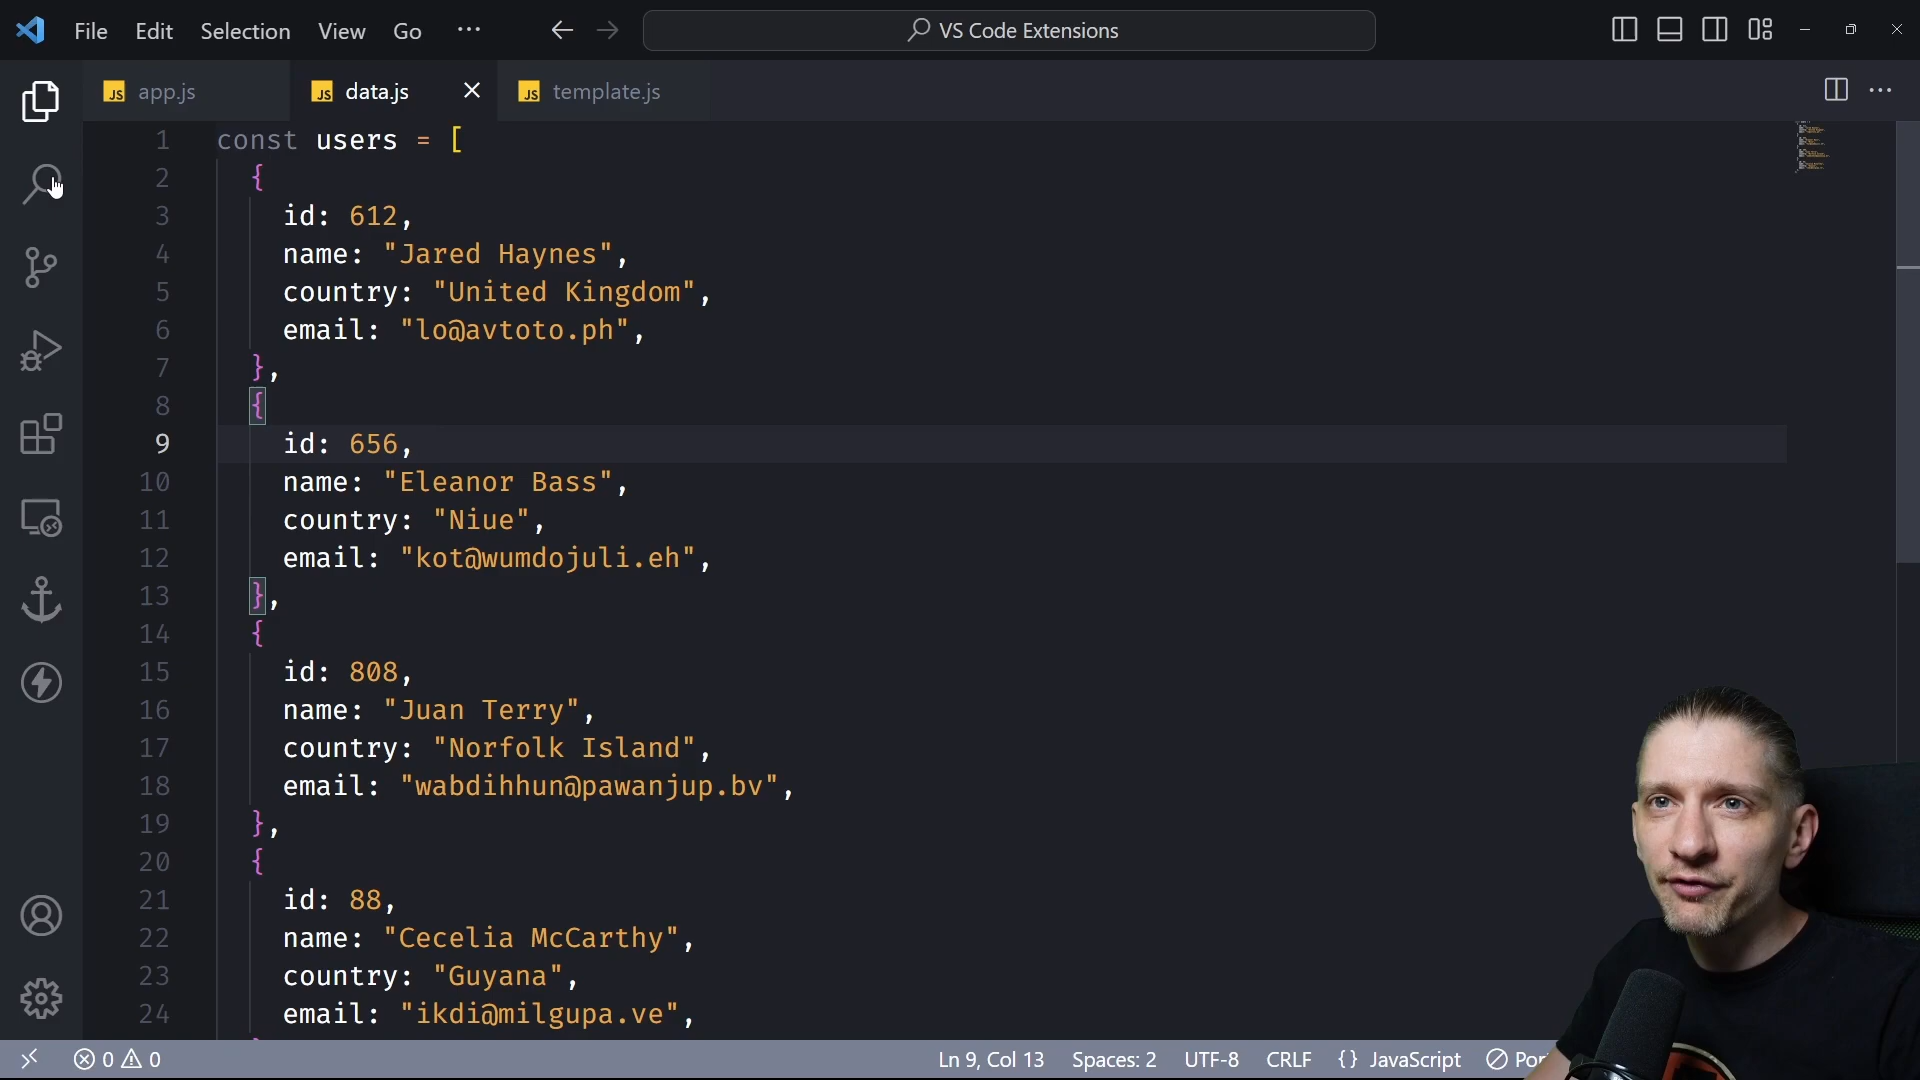 File Edit Selection View Go ··· VS Code Extensions
JS app.js JS data.js JS template.js
1 const users = [
2 {
3 id: 612,
4 name: "Jared Haynes",
5 country: "United Kingdom",
6 email: "lo@avtoto.ph",
7 },
8 {
9 id: 656,
10 name: "Eleanor Bass",
11 country: "Niue",
12 email: "kot@wumdojuli.eh",
13 },
14 {
15 id: 808,
16 name: "Juan Terry",
17 country: "Norfolk Island",
18 email: "wabdihhun@pawanjup.bv",
19 },
20 {
21 id: 88,
22 name: "Cecelia McCarthy",
23 country: "Guyana",
24 email: "ikdi@milgupa.ve",
0 0 Ln 9, Col 13 Spaces: 2 UTF-8 CRLF {} JavaScript